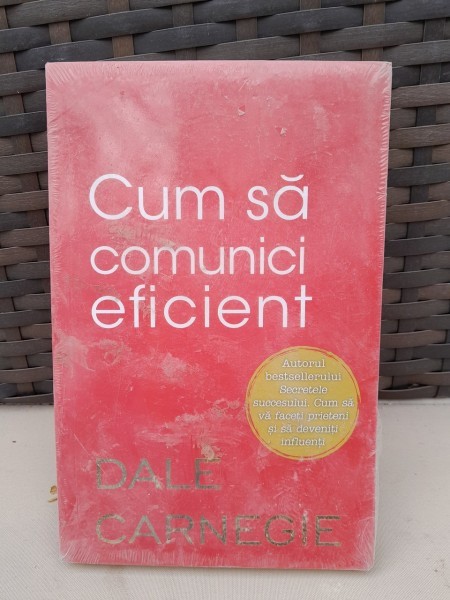 Cum să
comunici
eficient
Autorul
bestsellerului
Secretele
succesului. Cum să
vă faceți prieteni
și să deveniți
influenți
DALE
CARNEGIE